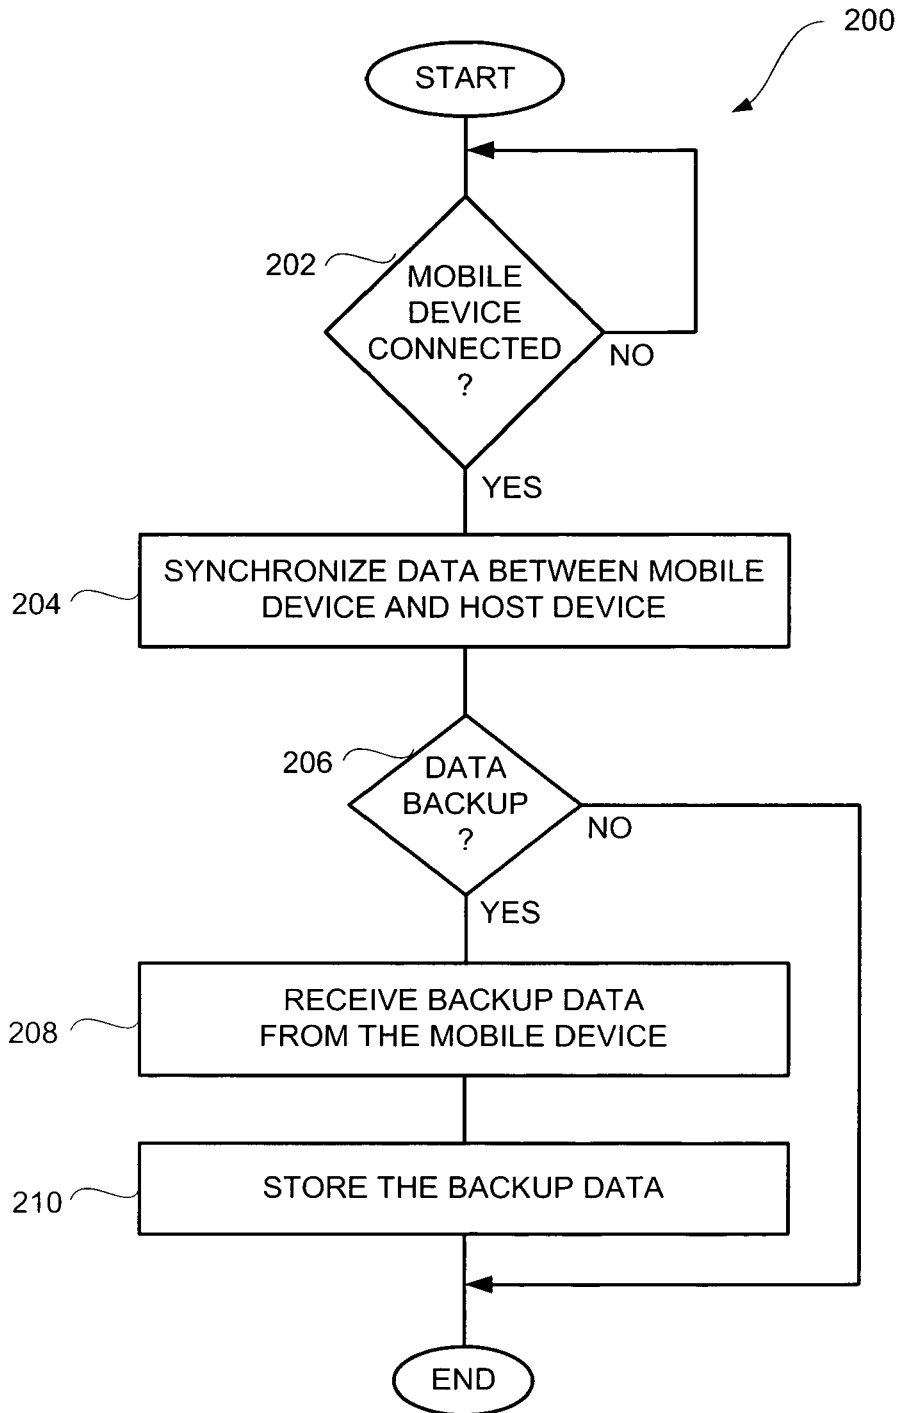 200
START
202
MOBILE
DEVICE
CONNECTED
?
NO
YES
204
SYNCHRONIZE DATA BETWEEN MOBILE
DEVICE AND HOST DEVICE
206
DATA
BACKUP
?
NO
YES
208
RECEIVE BACKUP DATA
FROM THE MOBILE DEVICE
210
STORE THE BACKUP DATA
END